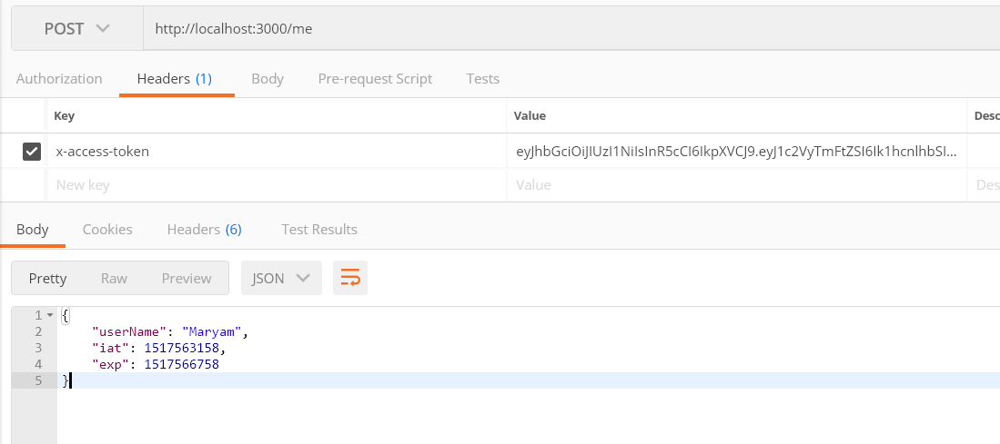 POST http://localhost:3000/me
Authorization Headers (1) Body Pre-request Script Tests
Key Value Desc
x-access-token eyJhbGciOiJIUzI1NiIsInR5cCI6IkpXVCJ9.eyJ1c2VyTmFtZSI6Ik1hcnlhbSI...
New key Value Des
Body Cookies Headers (6) Test Results
Pretty Raw Preview JSON
1 {
2 "userName": "Maryam",
3 "iat": 1517563158,
4 "exp": 1517566758
5 }